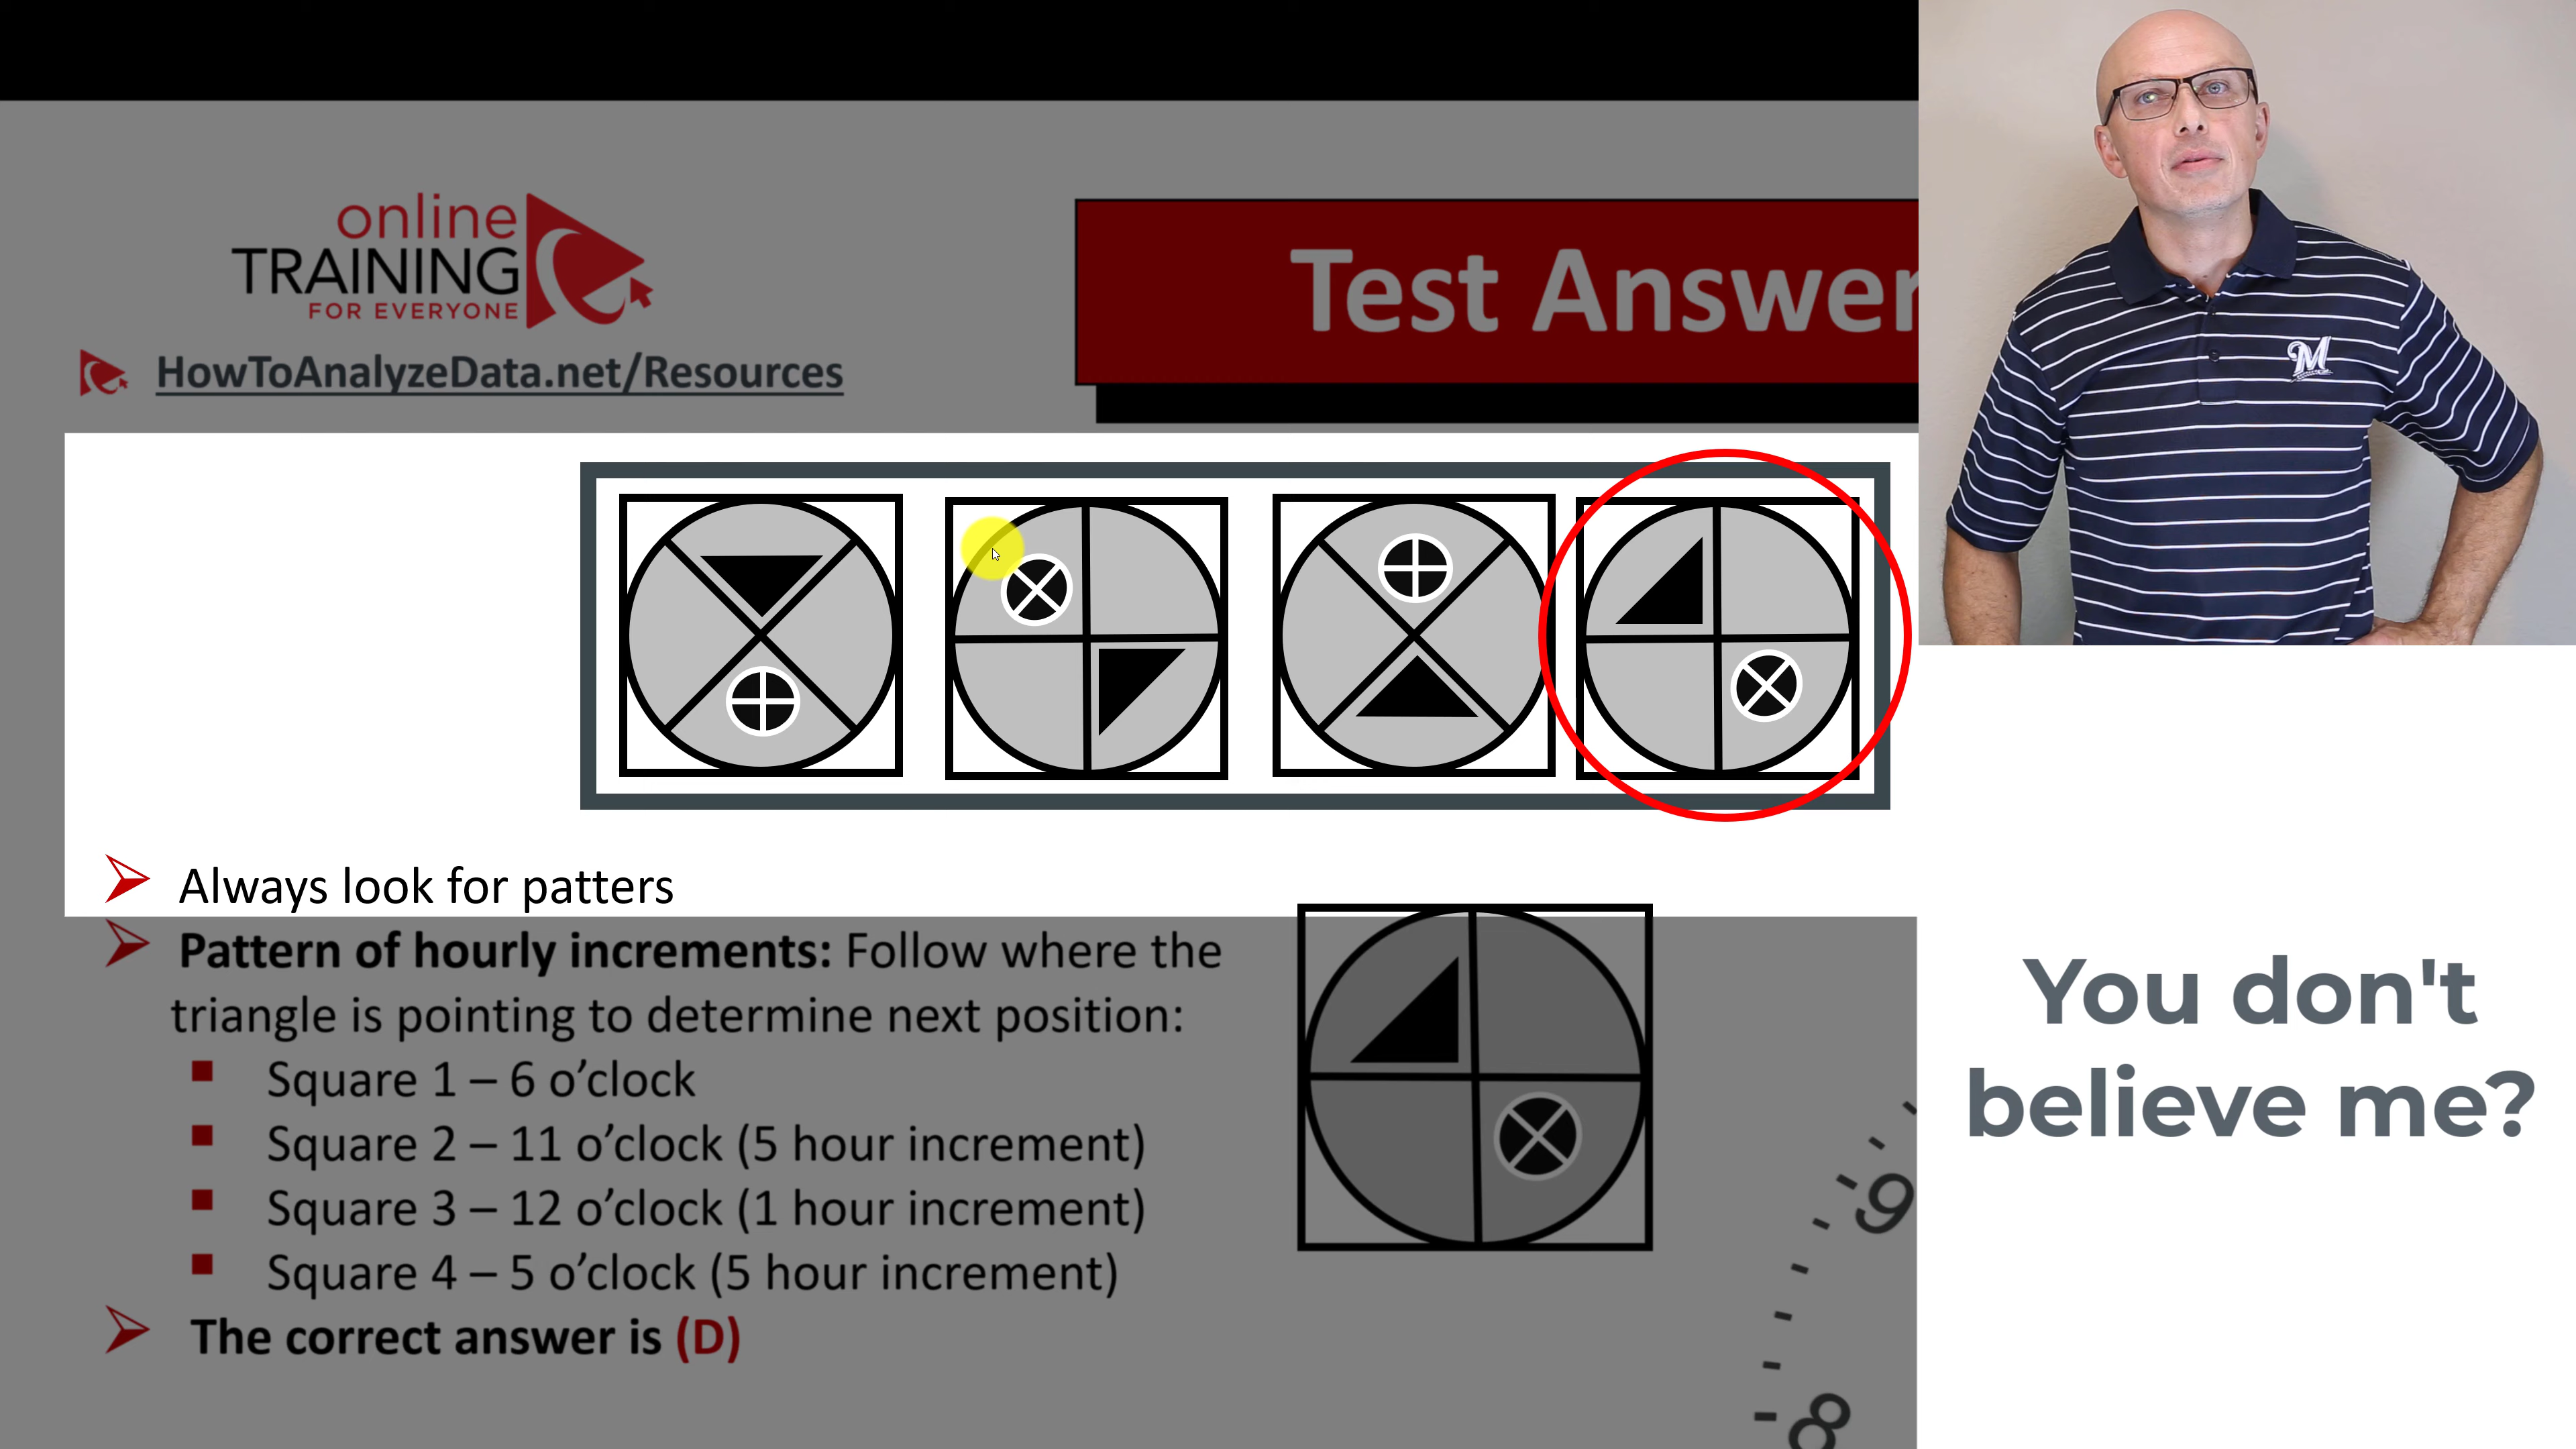 online
TRAINING
FOR EVERYONE
HowToAnalyzeData.net/Resources
Test Answer
M
Always look for patters
Pattern of hourly increments: Follow where the
triangle is pointing to determine next position:
Square 1 – 6 o’clock
Square 2 – 11 o’clock (5 hour increment)
Square 3 – 12 o’clock (1 hour increment)
Square 4 – 5 o’clock (5 hour increment)
The correct answer is (D)
You don't
believe me?
9
8